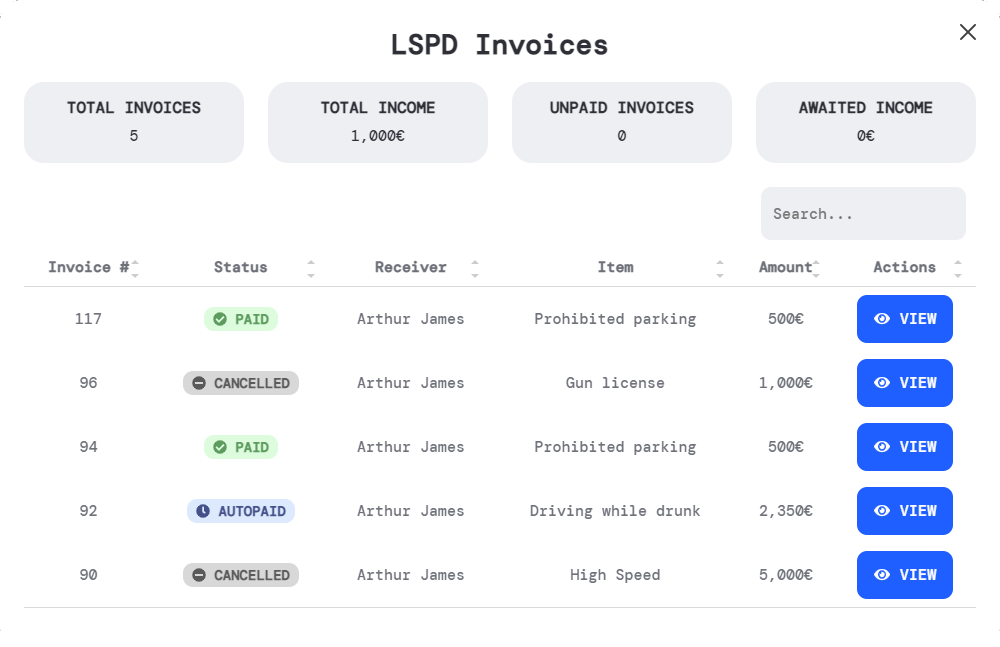 LSPD Invoices
TOTAL INVOICES TOTAL INCOME UNPAID INVOICES AWAITED INCOME
5 1,000€ 0 0€
Search...
Invoice # Status Receiver Item Amount Actions
117 PAID Arthur James Prohibited parking 500€ VIEW
96 CANCELLED Arthur James Gun license 1,000€ VIEW
94 PAID Arthur James Prohibited parking 500€ VIEW
92 AUTOPAID Arthur James Driving while drunk 2,350€ VIEW
90 CANCELLED Arthur James High Speed 5,000€ VIEW